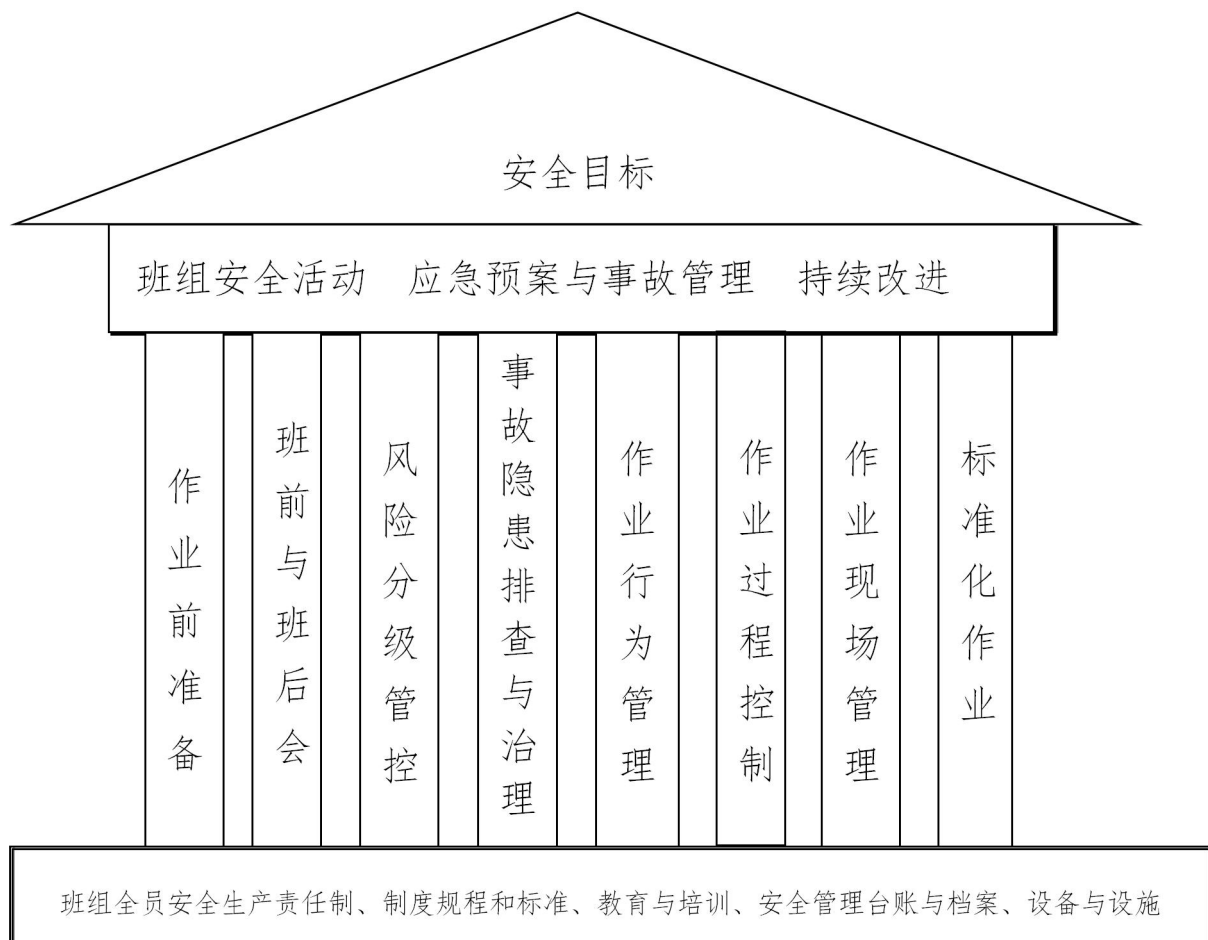 安全目标
班组安全活动 应急预案与事故管理 持续改进
作业前准备
班前与班后会
风险分级管控
事故隐患排查与治理
作业行为管理
作业过程控制
作业现场管理
标准化作业
班组全员安全生产责任制、制度规程和标准、教育与培训、安全管理台账与档案、设备与设施